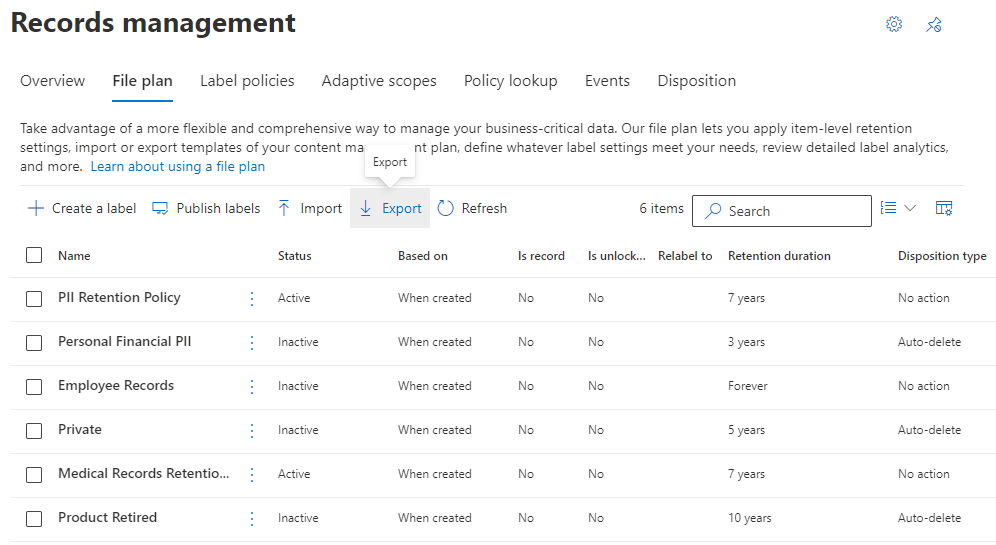 Records management
Overview File plan Label policies Adaptive scopes Policy lookup Events Disposition
Take advantage of a more flexible and comprehensive way to manage your business-critical data. Our file plan lets you apply item-level retention
settings, import or export templates of your content man nt plan, define whatever label settings meet your needs, review detailed label analytics,
and more. Learn about using a file plan
Export
Create a label Publish labels Import Export Refresh 6 items Search
Name Status Based on Is record Is unlock... Relabel to Retention duration Disposition type
PII Retention Policy Active When created No No 7 years No action
Personal Financial PII Inactive When created No No 3 years Auto-delete
Employee Records Inactive When created No No Forever No action
Private Inactive When created No No 5 years Auto-delete
Medical Records Retentio... Active When created No No 7 years No action
Product Retired Inactive When created No No 10 years Auto-delete